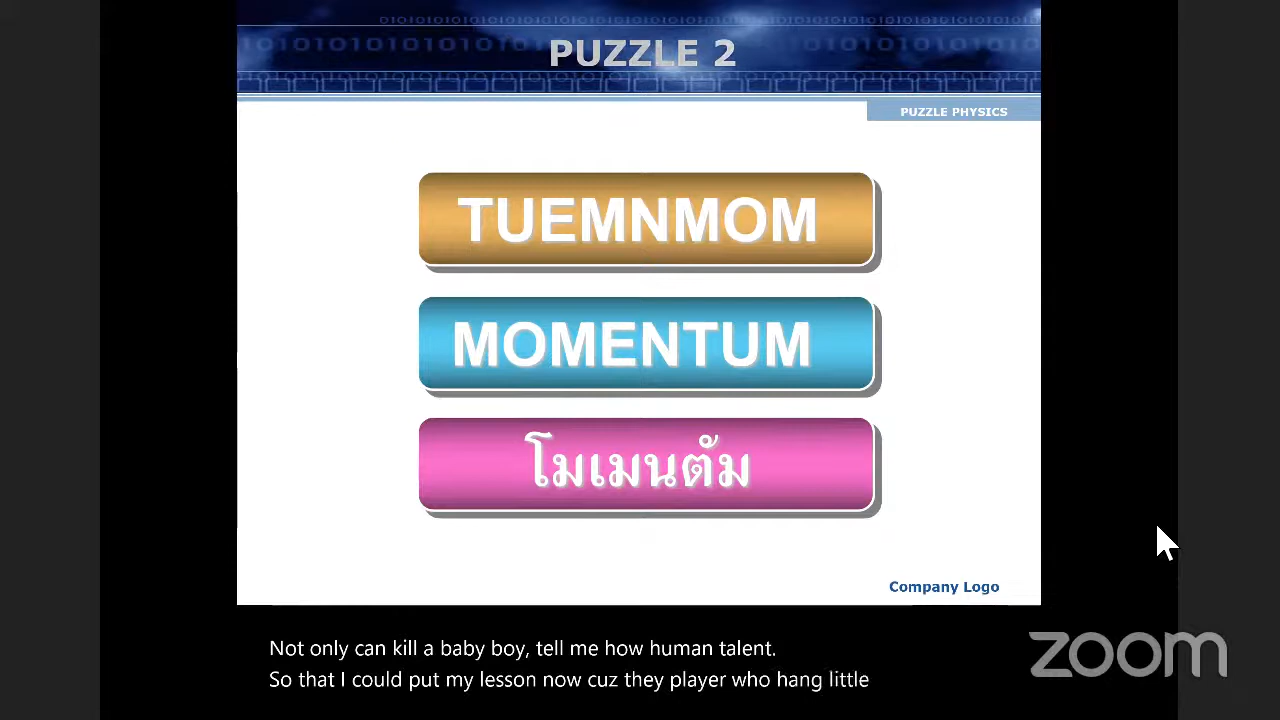 PUZZLE 2
PUZZLE PHYSICS
TUEMNMOM
MOMENTUM
โมเมนตัม
Company Logo
Not only can kill a baby boy, tell me how human talent.
So that I could put my lesson now cuz they player who hang little
zoom